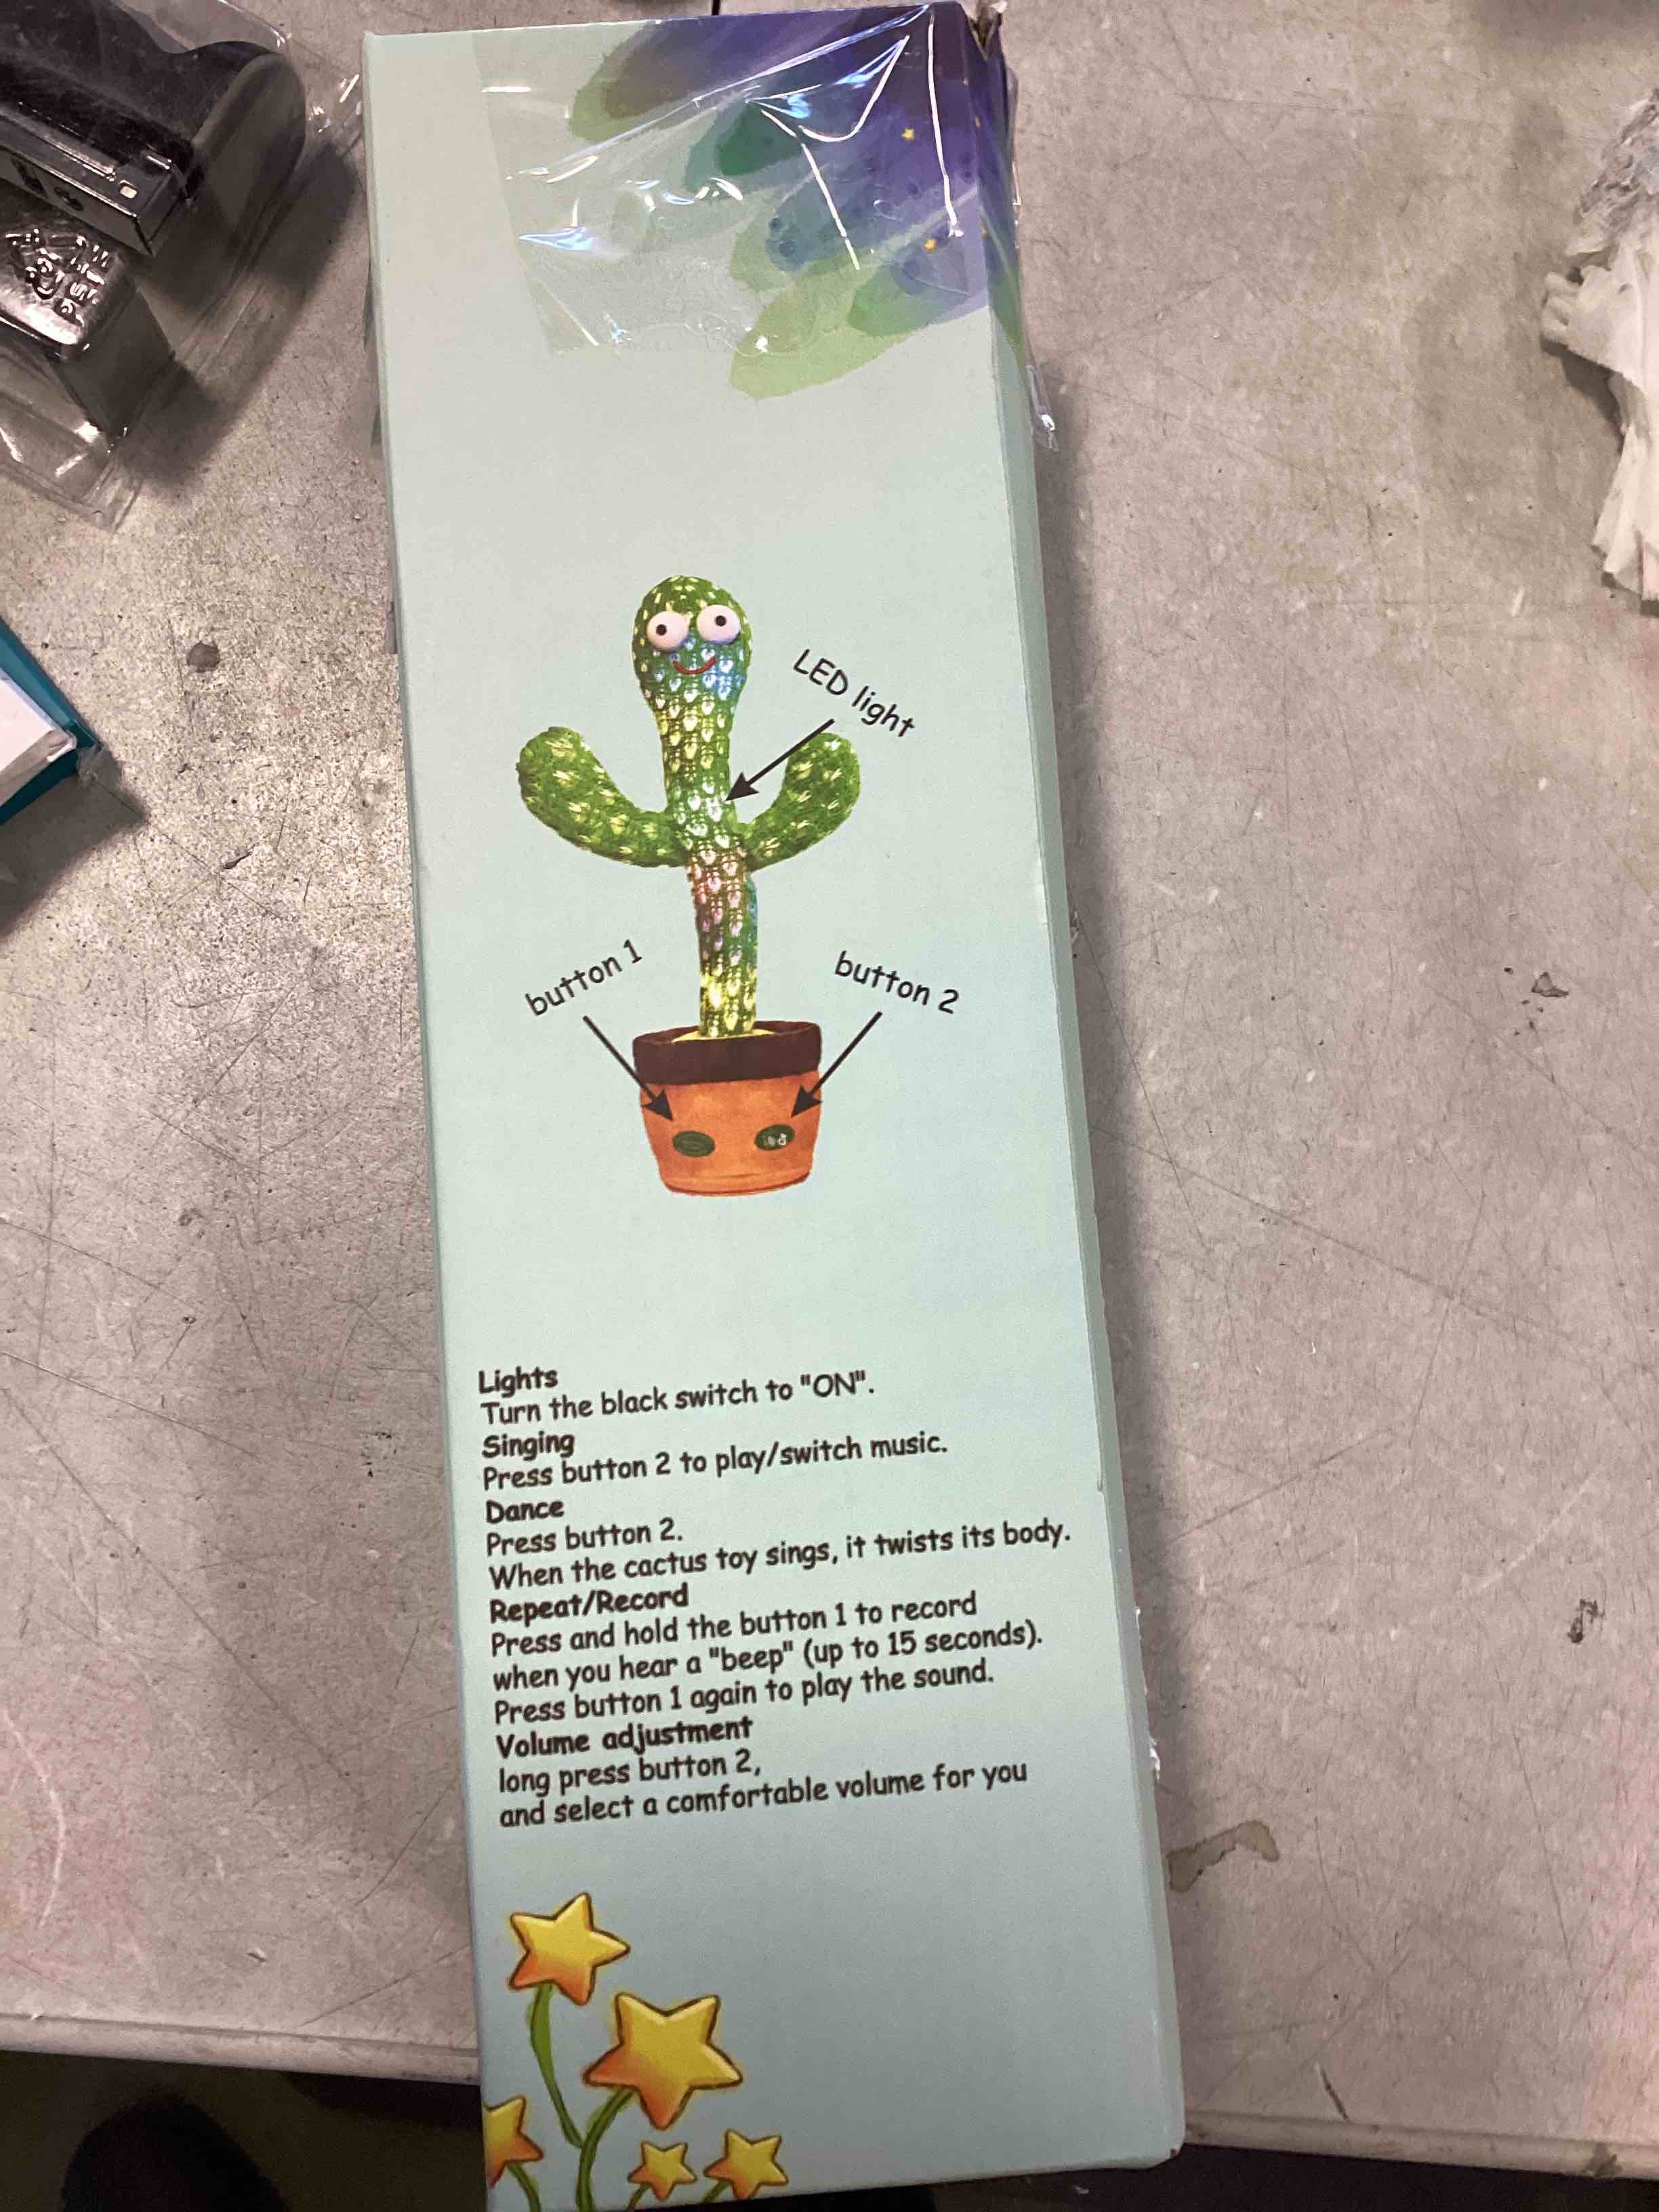 LED light
button 1
button 2
Lights
Turn the black switch to "ON".
Singing
Press button 2 to play/switch music.
Dance
Press button 2.
When the cactus toy sings, it twists its body.
Repeat/Record
Press and hold the button 1 to record
when you hear a "beep" (up to 15 seconds).
Press button 1 again to play the sound.
Volume adjustment
long press button 2,
and select a comfortable volume for you